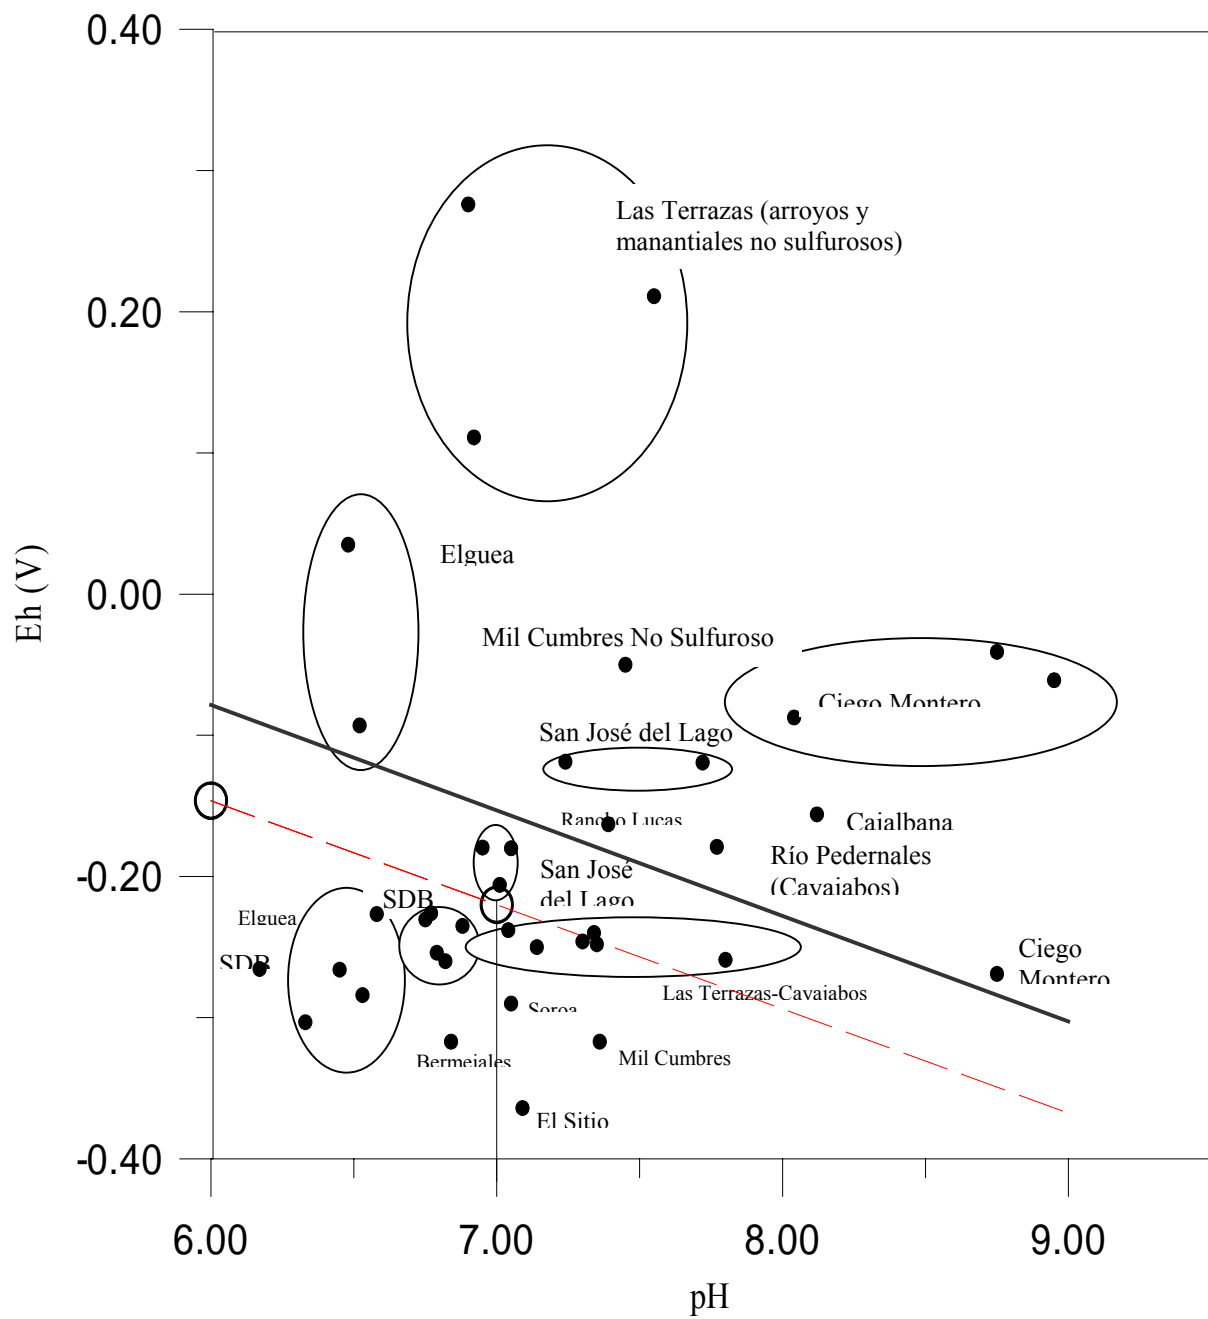 0.40
Las Terrazas (arroyos y
manantiales no sulfurosos)
0.20
Elguea
0.00
Eh (V)
Mil Cumbres No Sulfuroso
Ciego Montero
San José del Lago
Rancho Lucas
Cajalbana
Río Pedernales
(Cavajabos)
San José
del Lago
-0.20
SDB
Elguea
SDB
Ciego
Montero
Las Terrazas-Cavajabos
Soroa
Bermejales
Mil Cumbres
El Sitio
-0.40
6.00
7.00
8.00
9.00
pH